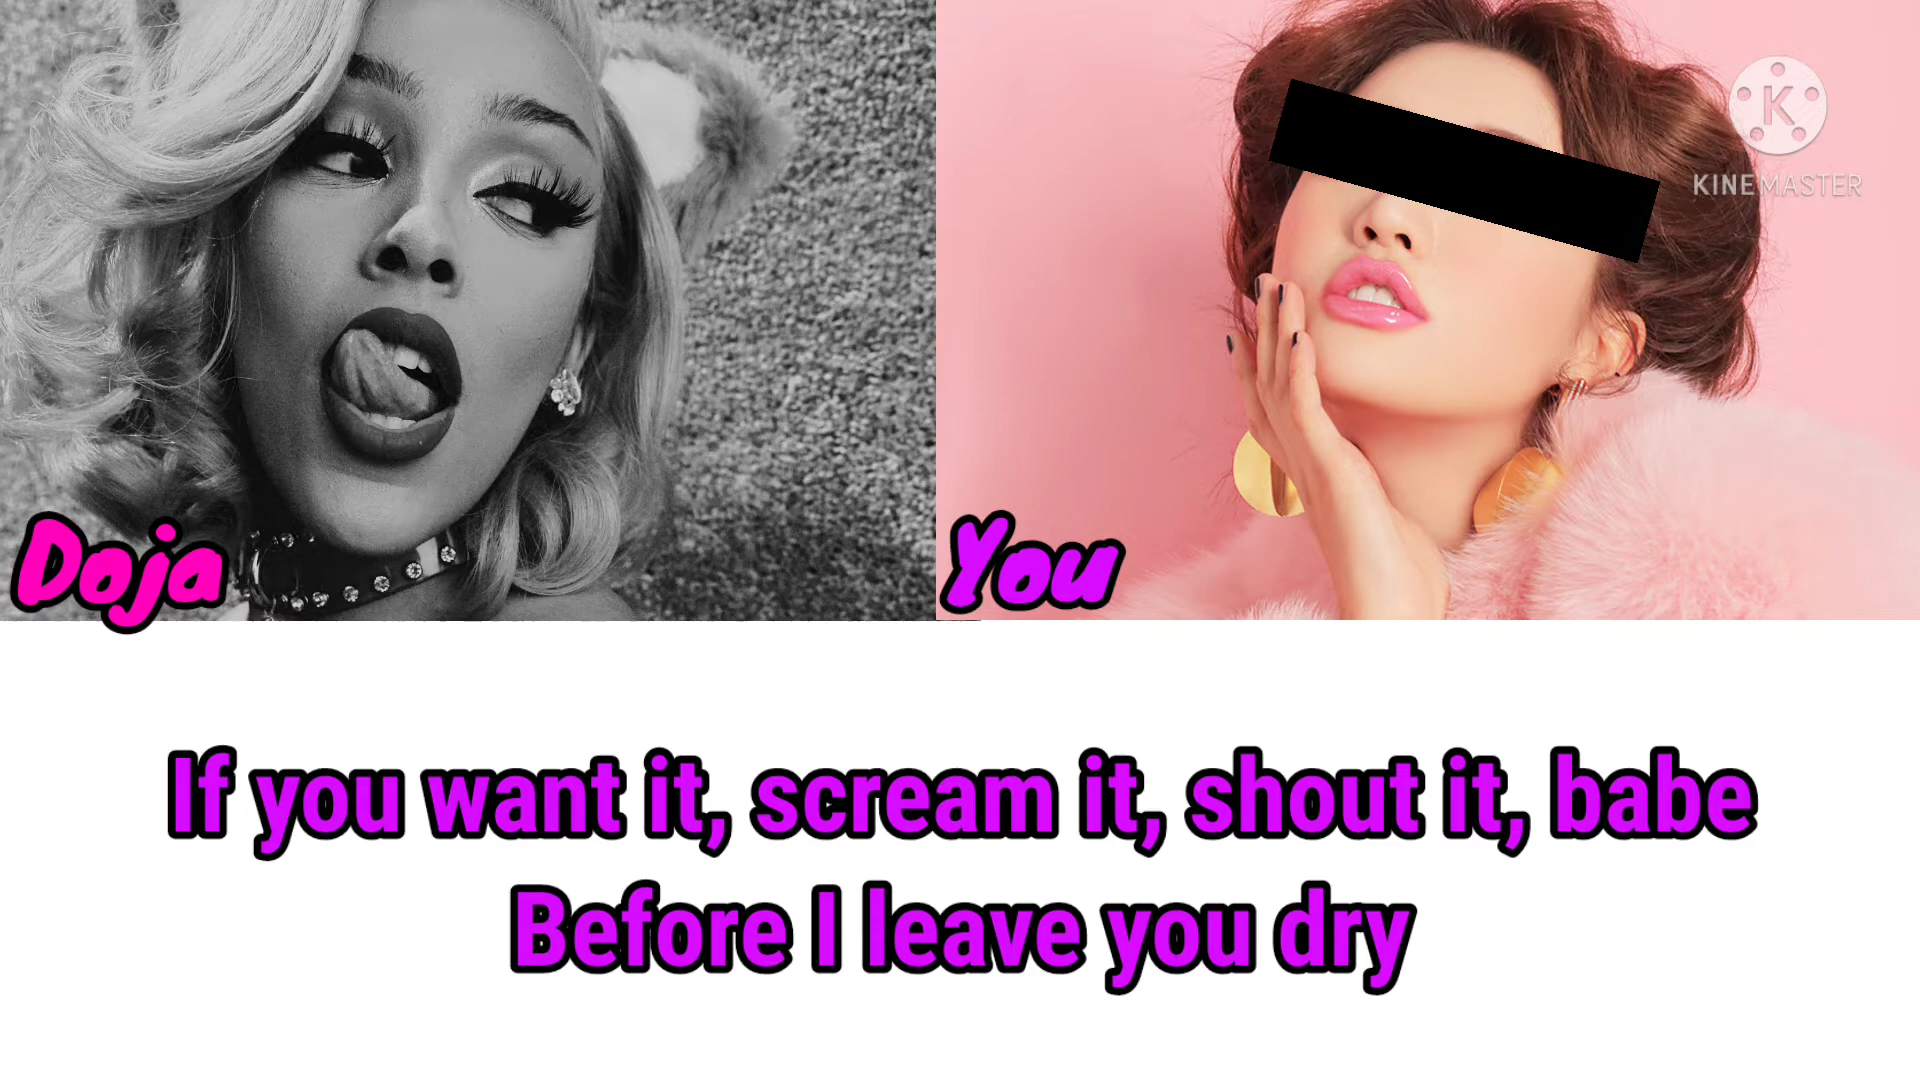 K
KINEMASTER
Doja
You
If you want it, scream it, shout it, babe
Before I leave you dry